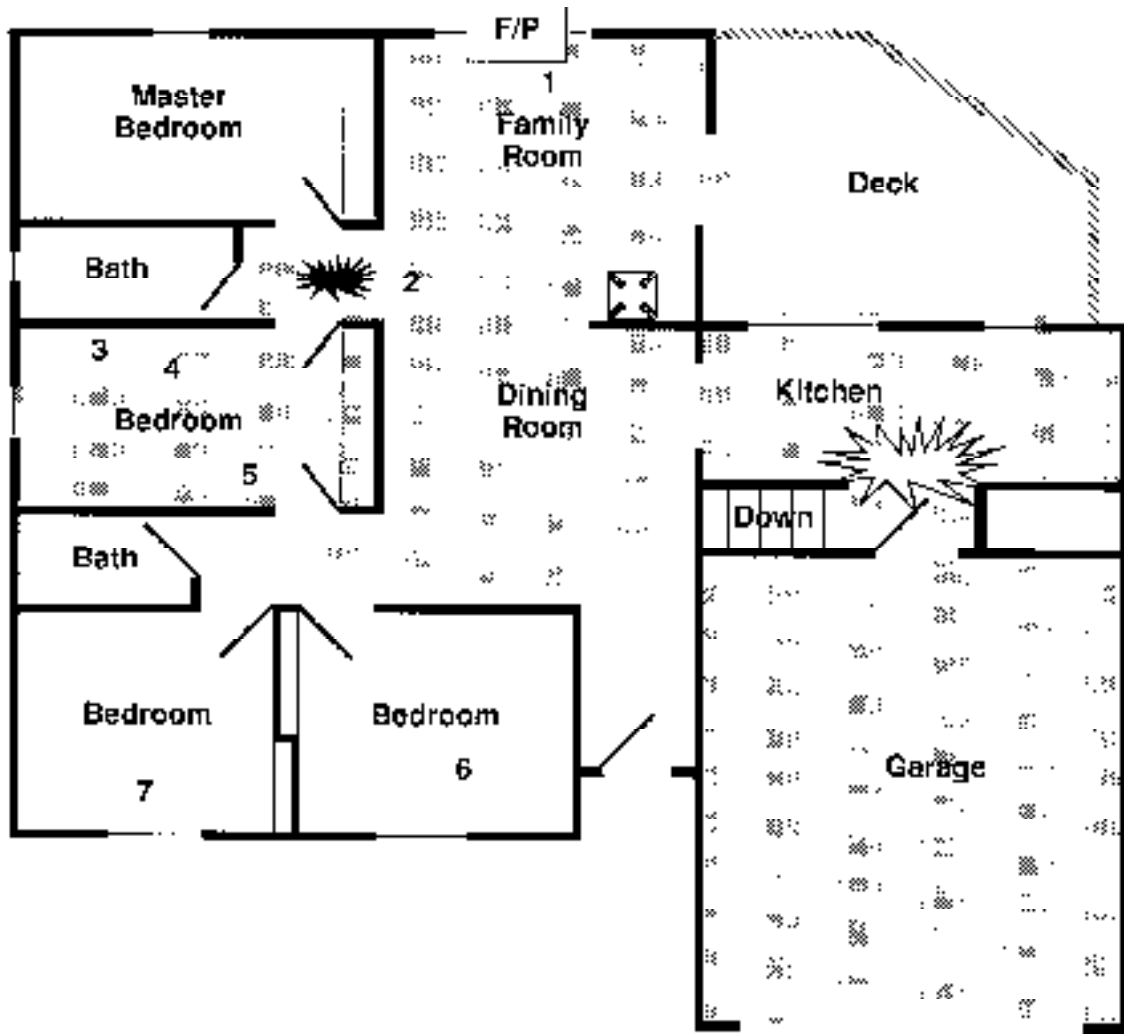 F/P
1
Master
Bedroom
Family
Room
Deck
Bath
2
3
4
Bedroom
5
Dining
Room
Kitchen
Down
Bath
Bedroom
7
Bedroom
6
Garage